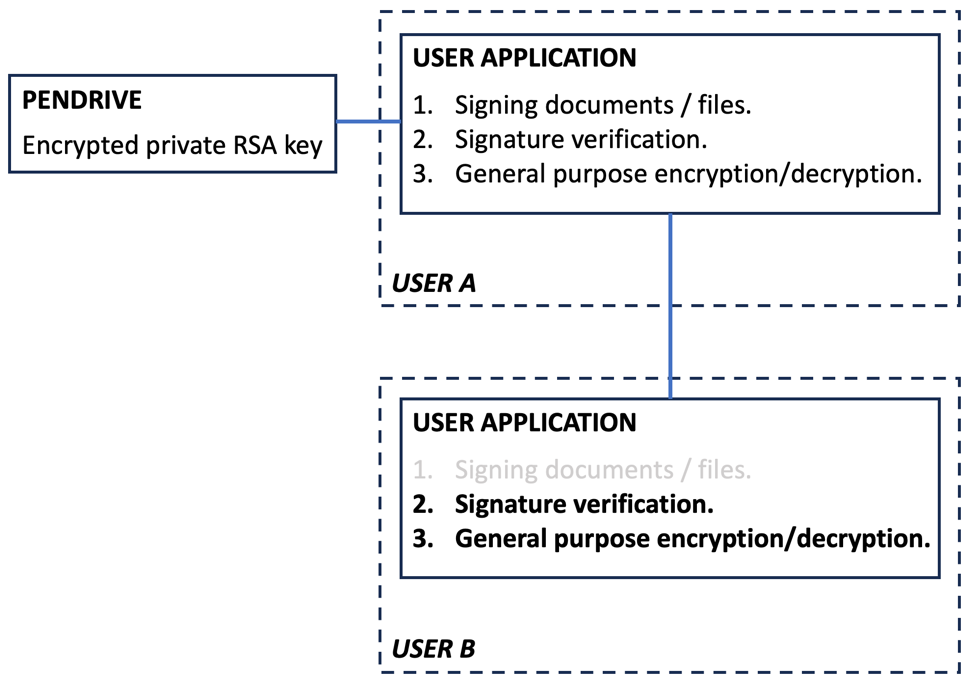 PENDRIVE
Encrypted private RSA key
USER APPLICATION
1. Signing documents / files.
2. Signature verification.
3. General purpose encryption/decryption.
USER A
USER APPLICATION
1. Signing documents / files.
2. Signature verification.
3. General purpose encryption/decryption.
USER B